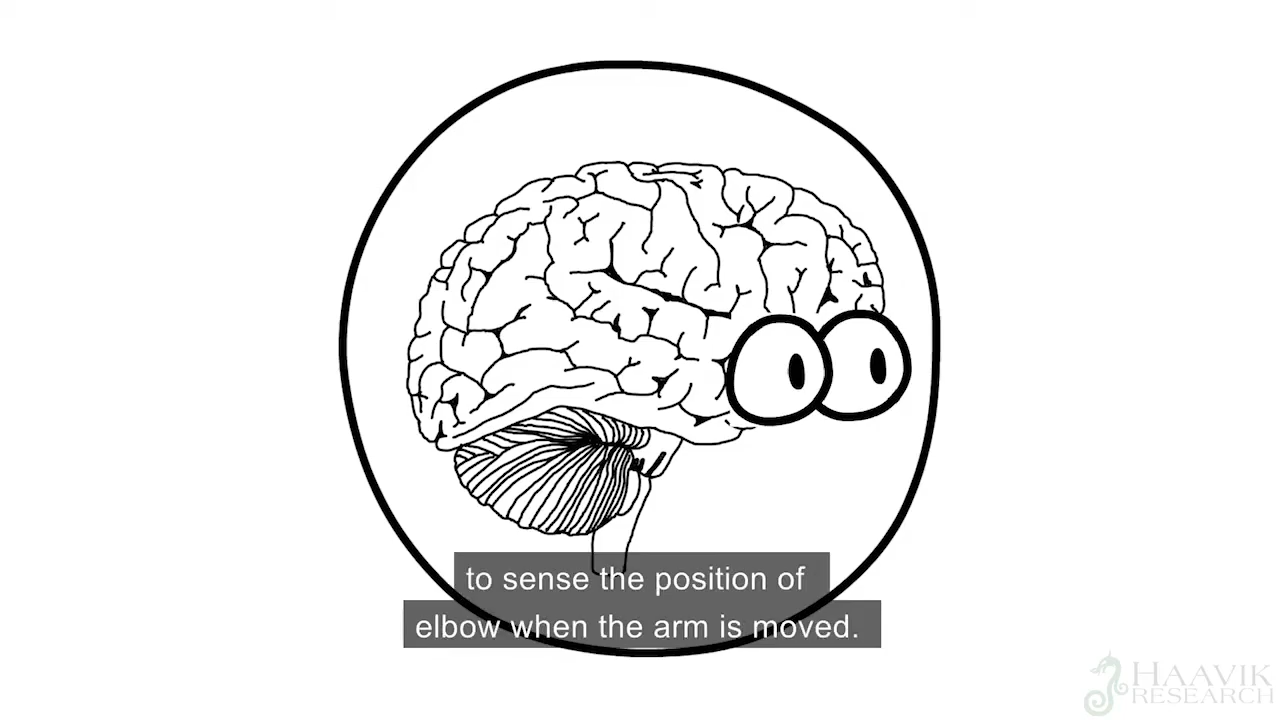 to sense the position of
elbow when the arm is moved.
HAAVIK
RESEARCH